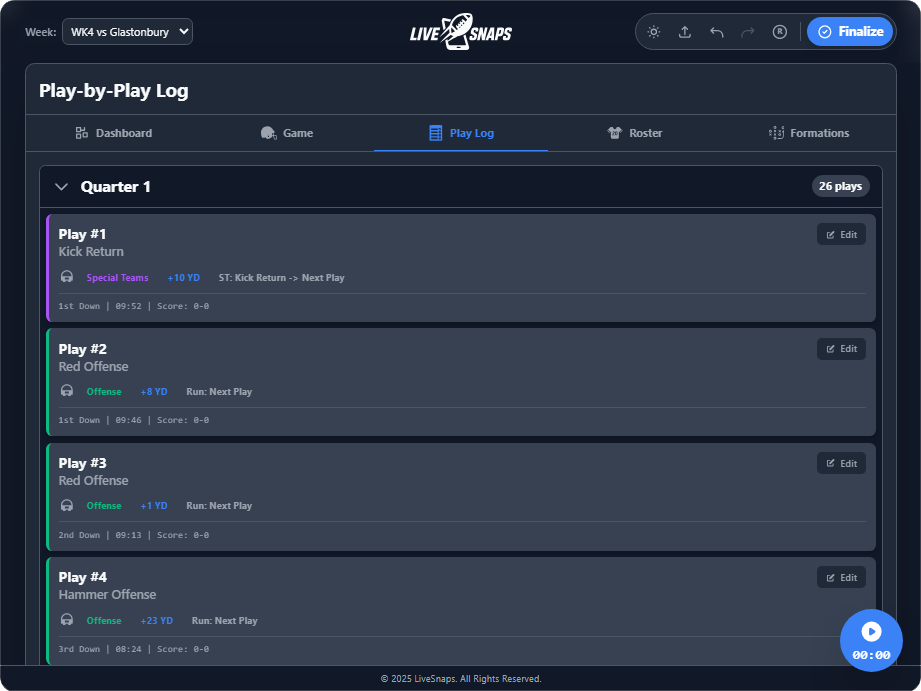 Week: WK4 vs Glastonbury
LIVE SNAPS
R
Finalize
Play-by-Play Log
Dashboard
Game
Play Log
Roster
Formations
Quarter 1
26 plays
Play #1
Edit
Kick Return
Special Teams +10 YD ST: Kick Return -> Next Play
1st Down | 09:52 | Score: 0-0
Play #2
Edit
Red Offense
Offense +8 YD Run: Next Play
1st Down | 09:46 | Score: 0-0
Play #3
Edit
Red Offense
Offense +1 YD Run: Next Play
2nd Down | 09:13 | Score: 0-0
Play #4
Edit
Hammer Offense
Offense +23 YD Run: Next Play
3rd Down | 08:24 | Score: 0-0
00:00
© 2025 LiveSnaps. All Rights Reserved.